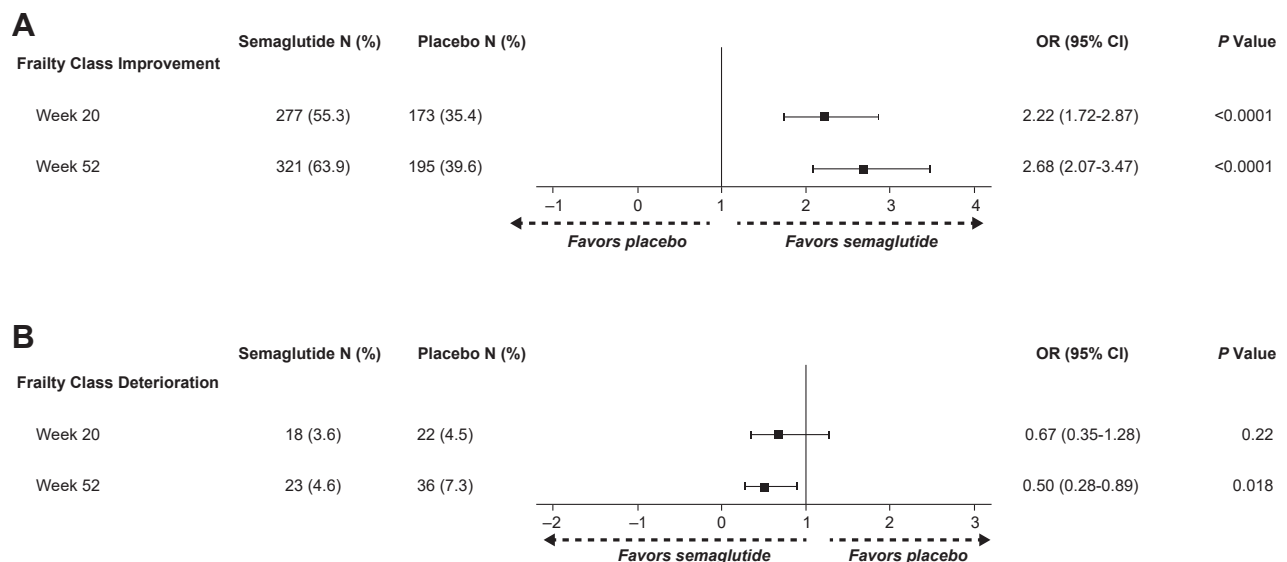 A
Semaglutide N (%) Placebo N (%) OR (95% CI) P Value
Frailty Class Improvement
Week 20 277 (55.3) 173 (35.4) 2.22 (1.72-2.87) <0.0001
Week 52 321 (63.9) 195 (39.6) 2.68 (2.07-3.47) <0.0001
–1 0 1 2 3 4
Favors placebo Favors semaglutide
B
Semaglutide N (%) Placebo N (%) OR (95% CI) P Value
Frailty Class Deterioration
Week 20 18 (3.6) 22 (4.5) 0.67 (0.35-1.28) 0.22
Week 52 23 (4.6) 36 (7.3) 0.50 (0.28-0.89) 0.018
–2 –1 0 1 2 3
Favors semaglutide Favors placebo